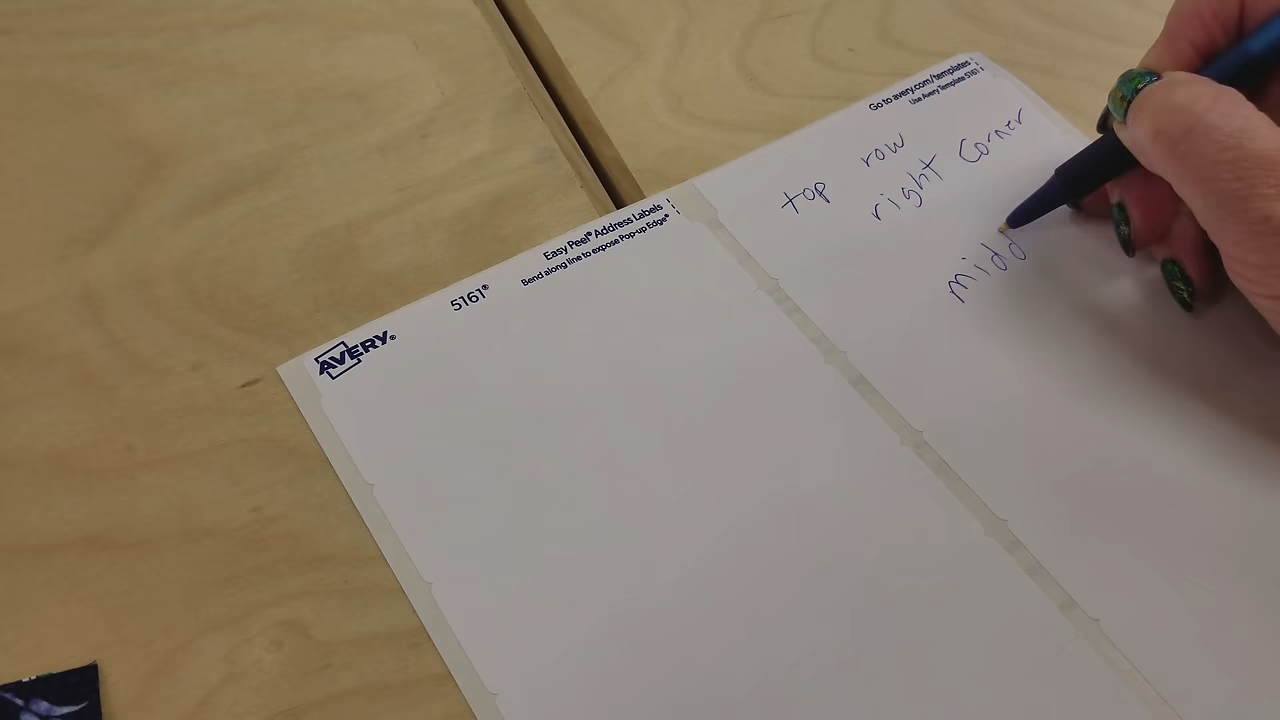 Go to avery.com/templates
Use Avery Template 5161
top row
right Corner
midd
Easy Peel® Address Labels
Bend along line to expose Pop-up Edge®
5161®
AVERY®